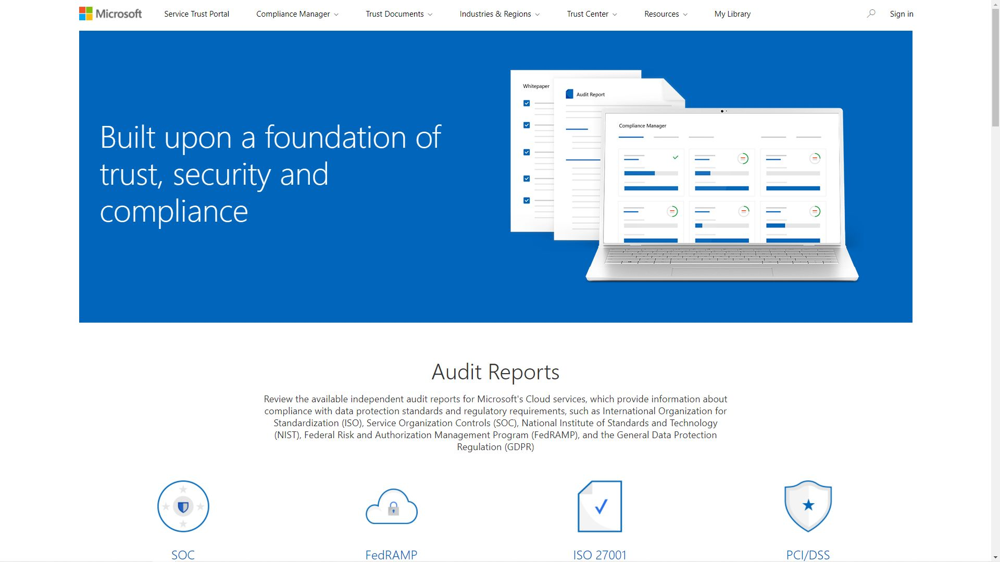 Microsoft
Service Trust Portal
Compliance Manager
Trust Documents
Industries & Regions
Trust Center
Resources
My Library
Sign in
Built upon a foundation of
trust, security and
compliance
Whitepaper
Audit Report
Compliance Manager
Audit Reports
Review the available independent audit reports for Microsoft's Cloud services, which provide information about
compliance with data protection standards and regulatory requirements, such as International Organization for
Standardization (ISO), Service Organization Controls (SOC), National Institute of Standards and Technology
(NIST), Federal Risk and Authorization Management Program (FedRAMP), and the General Data Protection
Regulation (GDPR)
SOC
FedRAMP
ISO 27001
PCI/DSS